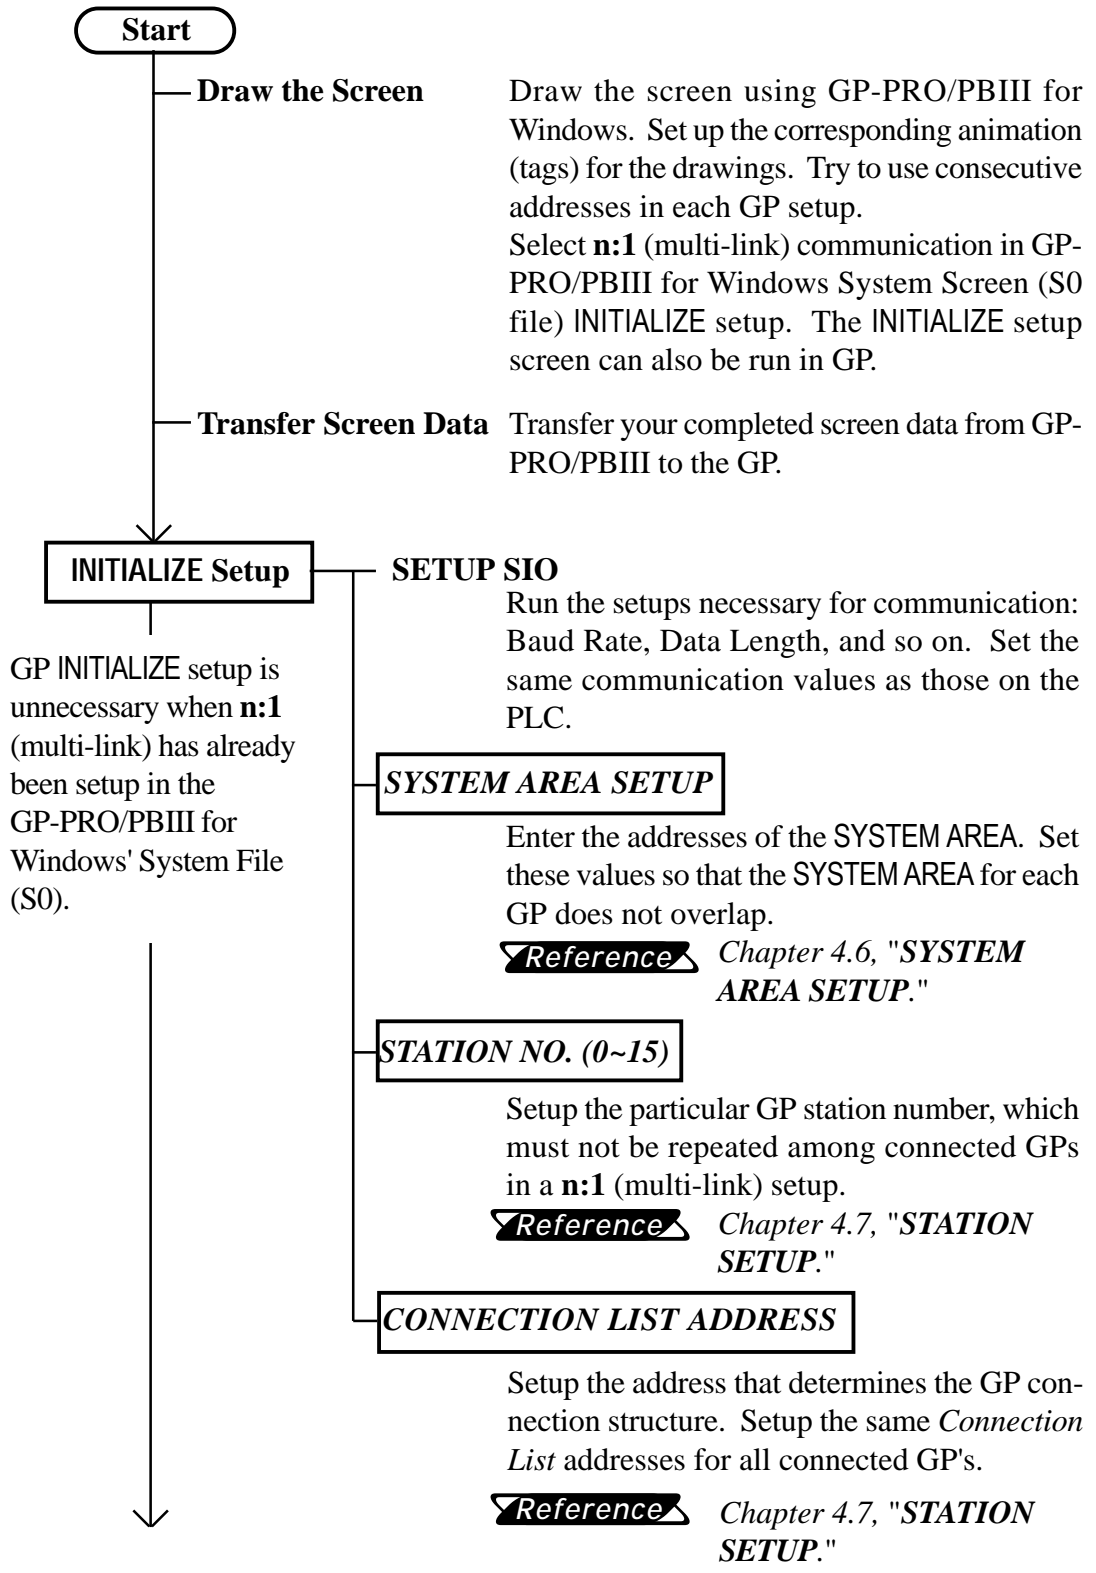 Start
Draw the Screen
Draw the screen using GP-PRO/PBIII for
Windows. Set up the corresponding animation
(tags) for the drawings. Try to use consecutive
addresses in each GP setup.
Select n:1 (multi-link) communication in GP-
PRO/PBIII for Windows System Screen (S0
file) INITIALIZE setup. The INITIALIZE setup
screen can also be run in GP.
Transfer Screen Data
Transfer your completed screen data from GP-
PRO/PBIII to the GP.
INITIALIZE Setup
GP INITIALIZE setup is
unnecessary when n:1
(multi-link) has already
been setup in the
GP-PRO/PBIII for
Windows' System File
(S0).
SETUP SIO
Run the setups necessary for communication:
Baud Rate, Data Length, and so on. Set the
same communication values as those on the
PLC.
SYSTEM AREA SETUP
Enter the addresses of the SYSTEM AREA. Set
these values so that the SYSTEM AREA for each
GP does not overlap.
Reference
Chapter 4.6, "SYSTEM
AREA SETUP."
STATION NO. (0~15)
Setup the particular GP station number, which
must not be repeated among connected GPs
in a n:1 (multi-link) setup.
Reference
Chapter 4.7, "STATION
SETUP."
CONNECTION LIST ADDRESS
Setup the address that determines the GP con-
nection structure. Setup the same Connection
List addresses for all connected GP's.
Reference
Chapter 4.7, "STATION
SETUP."